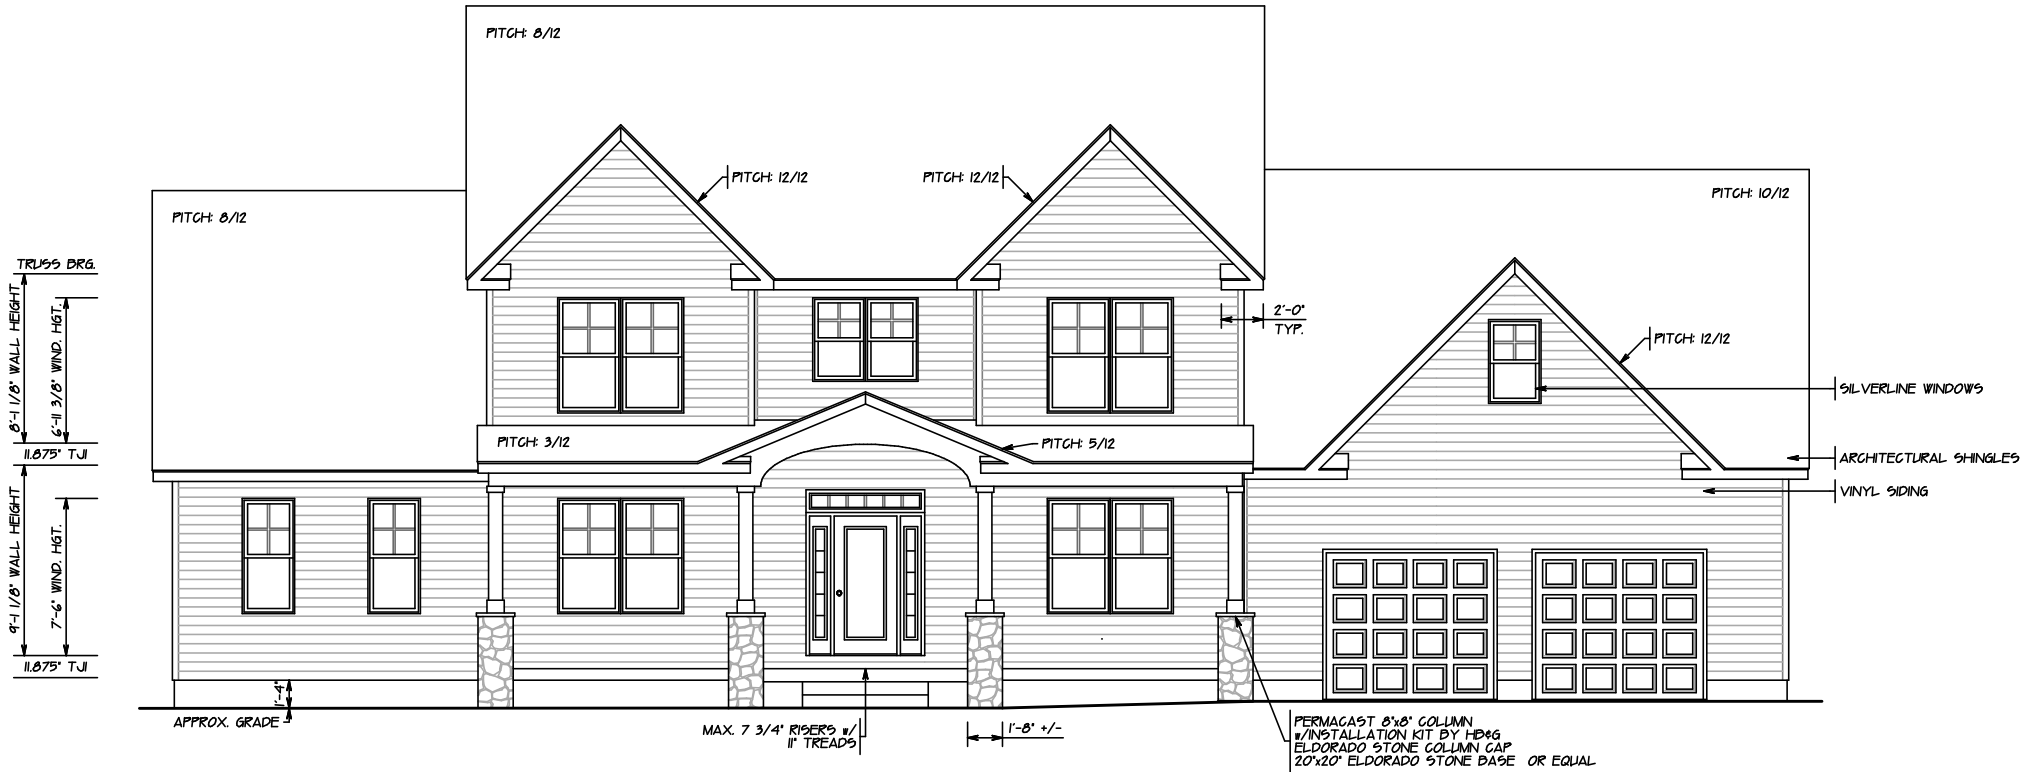 PITCH: 8/12
PITCH: 12/12
PITCH: 12/12
PITCH: 10/12
PITCH: 8/12
TRUSS BRG.
8'-1 1/8" WALL HEIGHT
6'-11 3/8" WIND. HGT.
2'-0"
TYP.
PITCH: 12/12
SILVERLINE WINDOWS
PITCH: 3/12
PITCH: 5/12
11.875" TJI
ARCHITECTURAL SHINGLES
VINYL SIDING
9'-1 1/8" WALL HEIGHT
7'-6" WIND. HGT.
11.875" TJI
1'-4"
APPROX. GRADE
MAX. 7 3/4" RISERS w/
11" TREADS
1'-8" +/-
PERMACAST 8"x8" COLUMN
w/INSTALLATION KIT BY HB&G
ELDORADO STONE COLUMN CAP
20"x20" ELDORADO STONE BASE OR EQUAL